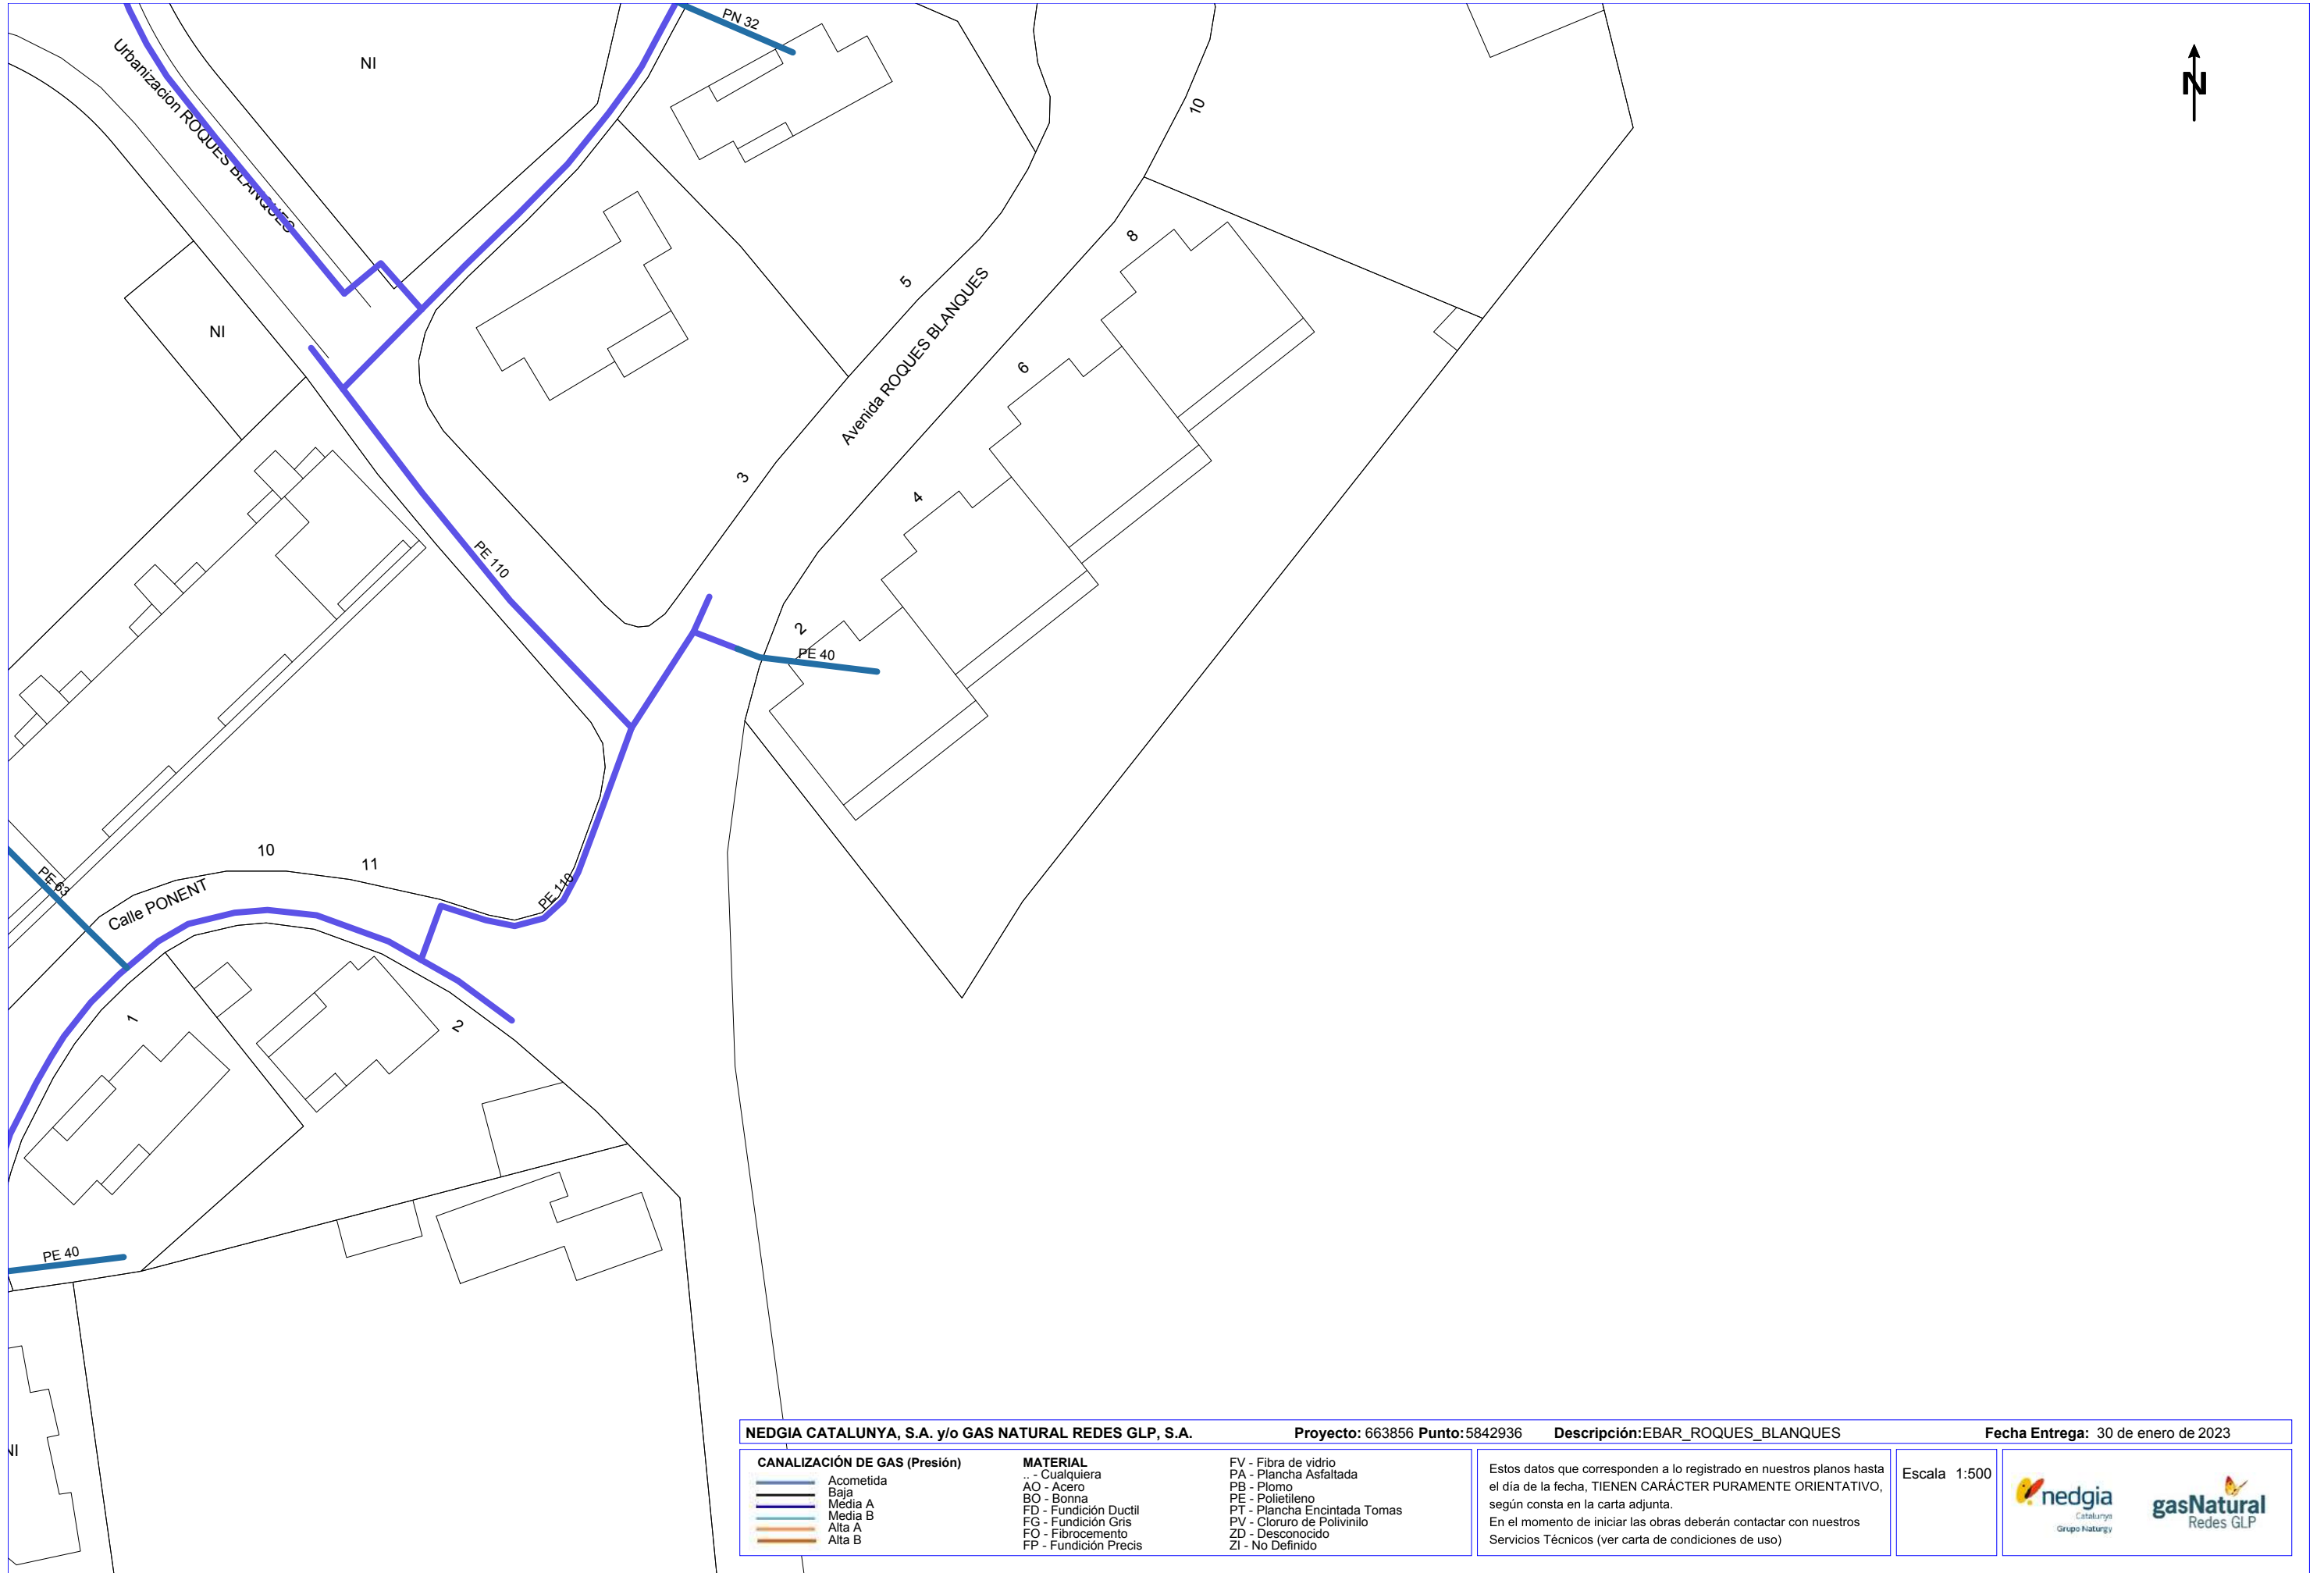 PN 32
NI
Urbanizacion ROQUES BLANQUES
N
10
8
NI
5
Avenida ROQUES BLANQUES
6
3
4
PE 110
2
PE 40
10
11
PE 63
Calle PONENT
PE 110
1
2
PE 40
NI
NEDGIA CATALUNYA, S.A. y/o GAS NATURAL REDES GLP, S.A. Proyecto: 663856 Punto:5842936 Descripción:EBAR_ROQUES_BLANQUES Fecha Entrega: 30 de enero de 2023
CANALIZACIÓN DE GAS (Presión)
Acometida
Baja
Media A
Media B
Alta A
Alta B
MATERIAL
.. - Cualquiera
AO - Acero
BO - Bonna
FD - Fundición Ductil
FG - Fundición Gris
FO - Fibrocemento
FP - Fundición Precis
FV - Fibra de vidrio
PA - Plancha Asfaltada
PB - Plomo
PE - Polietileno
PT - Plancha Encintada Tomas
PV - Cloruro de Polivinilo
ZD - Desconocido
ZI - No Definido
Estos datos que corresponden a lo registrado en nuestros planos hasta
el día de la fecha, TIENEN CARÁCTER PURAMENTE ORIENTATIVO,
según consta en la carta adjunta.
En el momento de iniciar las obras deberán contactar con nuestros
Servicios Técnicos (ver carta de condiciones de uso)
Escala 1:500
nedgia
Catalunya
Grupo Naturgy
gasNatural
Redes GLP